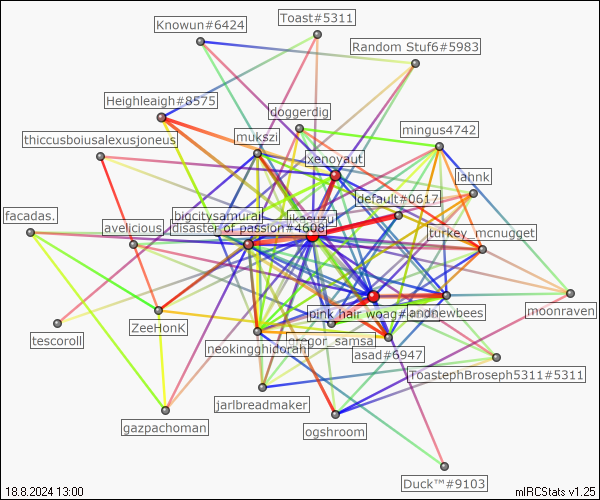 Toast#5311
Knowun#6424
Random Stuf6#5983
Heighleaigh#8575
doggerdig
mingus4742
mukszi
thiccusboiusalexusjoneus
xenoyaut
lahnk
default#0617
facadas.
bigcitysamurai
ikasuzu
avelicious
disaster of passion#4608
turkey_mcnugget
pink hair woag#
andnewbees
moonraven
ZeeHonK
tescoroll
gregor_samsa
neokingghidorah
asad#6947
roastephBroseph5311#5311
jarlbreadmaker
gazpachoman
ogshroom
Duck™#9103
18.8.2024 13:00
mIRCStats v1.25